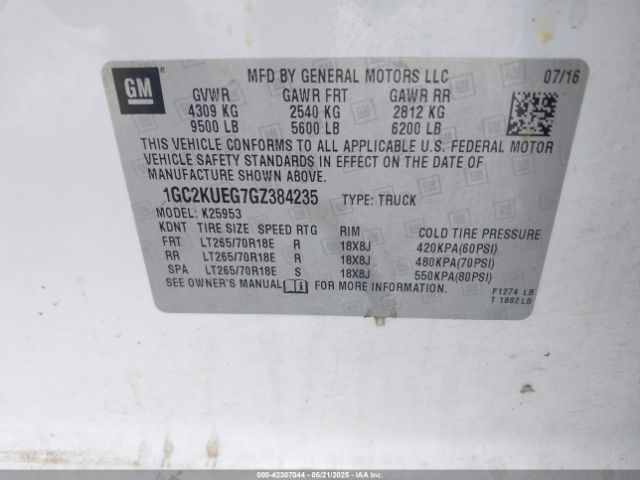 GM
MFD BY GENERAL MOTORS LLC 07/16
GVWR GAWR FRT GAWR RR
4309 KG 2540 KG 2812 KG
9500 LB 5600 LB 6200 LB
THIS VEHICLE CONFORMS TO ALL APPLICABLE U.S. FEDERAL MOTOR
VEHICLE SAFETY STANDARDS IN EFFECT ON THE DATE OF
MANUFACTURE SHOWN ABOVE.
1GC2KUEG7GZ384235 TYPE: TRUCK
MODEL: K25953
KDNT TIRE SIZE SPEED RTG RIM COLD TIRE PRESSURE
FRT LT265/70R18E R 18X8J 420KPA(60PSI)
RR LT265/70R18E R 18X8J 480KPA(70PSI)
SPA LT265/70R18E S 18X8J 550KPA(80PSI)
SEE OWNER'S MANUAL FOR MORE INFORMATION.
F1274 LB
T 1882 LB
000-42307044 - 05/21/2025 - IAA, Inc.